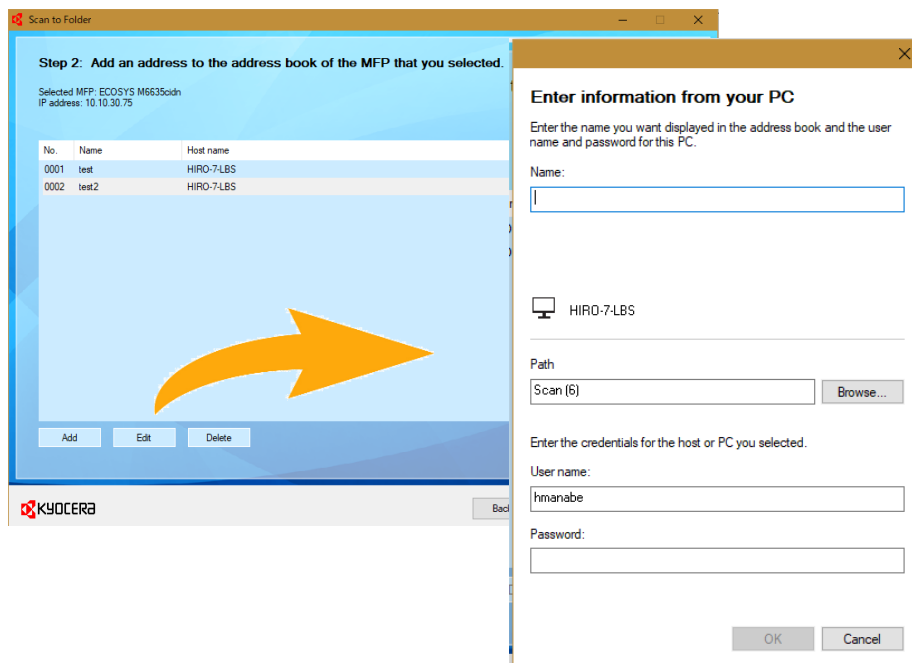 Scan to Folder
Step 2: Add an address to the address book of the MFP that you selected.
Selected MFP: ECOSYS M6635cidn
IP address: 10.10.30.75
No. Name Host name
0001 test HIRO-7-LBS
0002 test2 HIRO-7-LBS
Add Edit Delete
KYOCERA
Enter information from your PC
Enter the name you want displayed in the address book and the user
name and password for this PC.
Name:
HIRO-7-LBS
Path
Scan (6) Browse...
Enter the credentials for the host or PC you selected.
User name:
hmanabe
Password:
OK Cancel